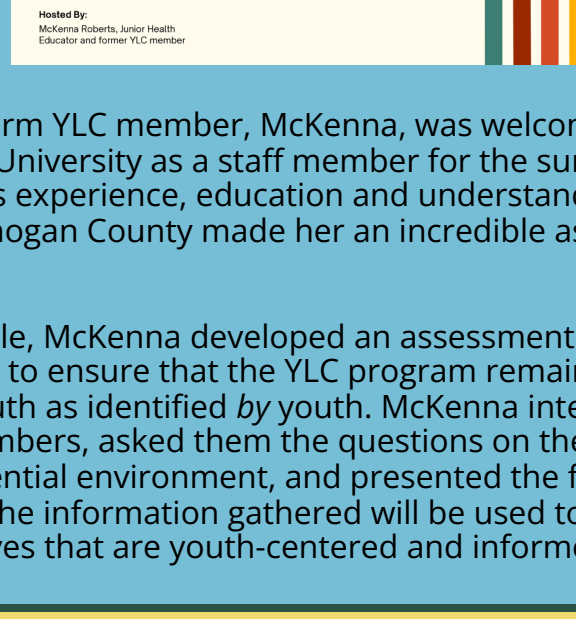 Hosted By:
McKenna Roberts, Junior Health
Educator and former YLC member
rm YLC member, McKenna, was welcom
University as a staff member for the su
s experience, education and understand
nogan County made her an incredible as
le, McKenna developed an assessment
to ensure that the YLC program remain
uth as identified by youth. McKenna inte
mbers, asked them the questions on the
ential environment, and presented the f
he information gathered will be used to
ves that are youth-centered and informe